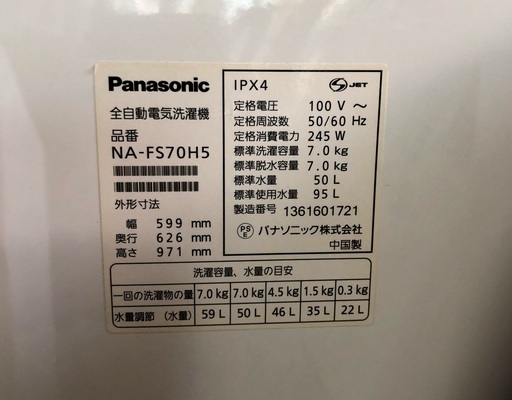 Panasonic
全自動電気洗濯機
品番
NA-FS70H5
外形寸法
幅 599 mm
奥行 626 mm
高さ 971 mm
IPX4
S JET
定格電圧 100 V ～
定格周波数 50/60 Hz
定格消費電力 245 W
標準洗濯容量 7.0 kg
標準脱水容量 7.0 kg
標準水量 50 L
標準使用水量 95 L
製造番号 1361601721
PS E パナソニック株式会社
中国製
洗濯容量、水量の目安
一回の洗濯物の量 7.0 kg 7.0 kg 4.5 kg 1.5 kg 0.3 kg
水量調節（水量） 59 L 50 L 46 L 35 L 22 L